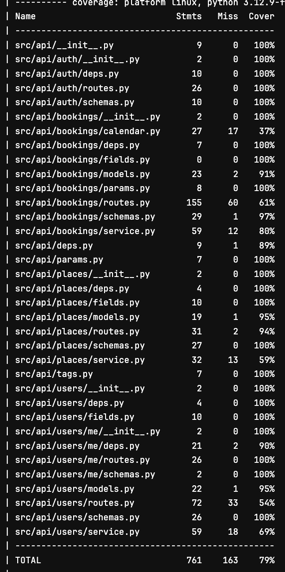 ---------- coverage: platform linux, python 3.12.9-f
| Name Stmts Miss Cover
| ------------------------------------------------
| src/api/__init__.py 9 0 100%
| src/api/auth/__init__.py 2 0 100%
| src/api/auth/deps.py 10 0 100%
| src/api/auth/routes.py 26 0 100%
| src/api/auth/schemas.py 10 0 100%
| src/api/bookings/__init__.py 2 0 100%
| src/api/bookings/calendar.py 27 17 37%
| src/api/bookings/deps.py 7 0 100%
| src/api/bookings/fields.py 0 0 100%
| src/api/bookings/models.py 23 2 91%
| src/api/bookings/params.py 8 0 100%
| src/api/bookings/routes.py 155 60 61%
| src/api/bookings/schemas.py 29 1 97%
| src/api/bookings/service.py 59 12 80%
| src/api/deps.py 9 1 89%
| src/api/params.py 7 0 100%
| src/api/places/__init__.py 2 0 100%
| src/api/places/deps.py 4 0 100%
| src/api/places/fields.py 10 0 100%
| src/api/places/models.py 19 1 95%
| src/api/places/routes.py 31 2 94%
| src/api/places/schemas.py 27 0 100%
| src/api/places/service.py 32 13 59%
| src/api/tags.py 7 0 100%
| src/api/users/__init__.py 2 0 100%
| src/api/users/deps.py 4 0 100%
| src/api/users/fields.py 10 0 100%
| src/api/users/me/__init__.py 2 0 100%
| src/api/users/me/deps.py 21 2 90%
| src/api/users/me/routes.py 26 0 100%
| src/api/users/me/schemas.py 2 0 100%
| src/api/users/models.py 22 1 95%
| src/api/users/routes.py 72 33 54%
| src/api/users/schemas.py 26 0 100%
| src/api/users/service.py 59 18 69%
| ------------------------------------------------
| TOTAL 761 163 79%